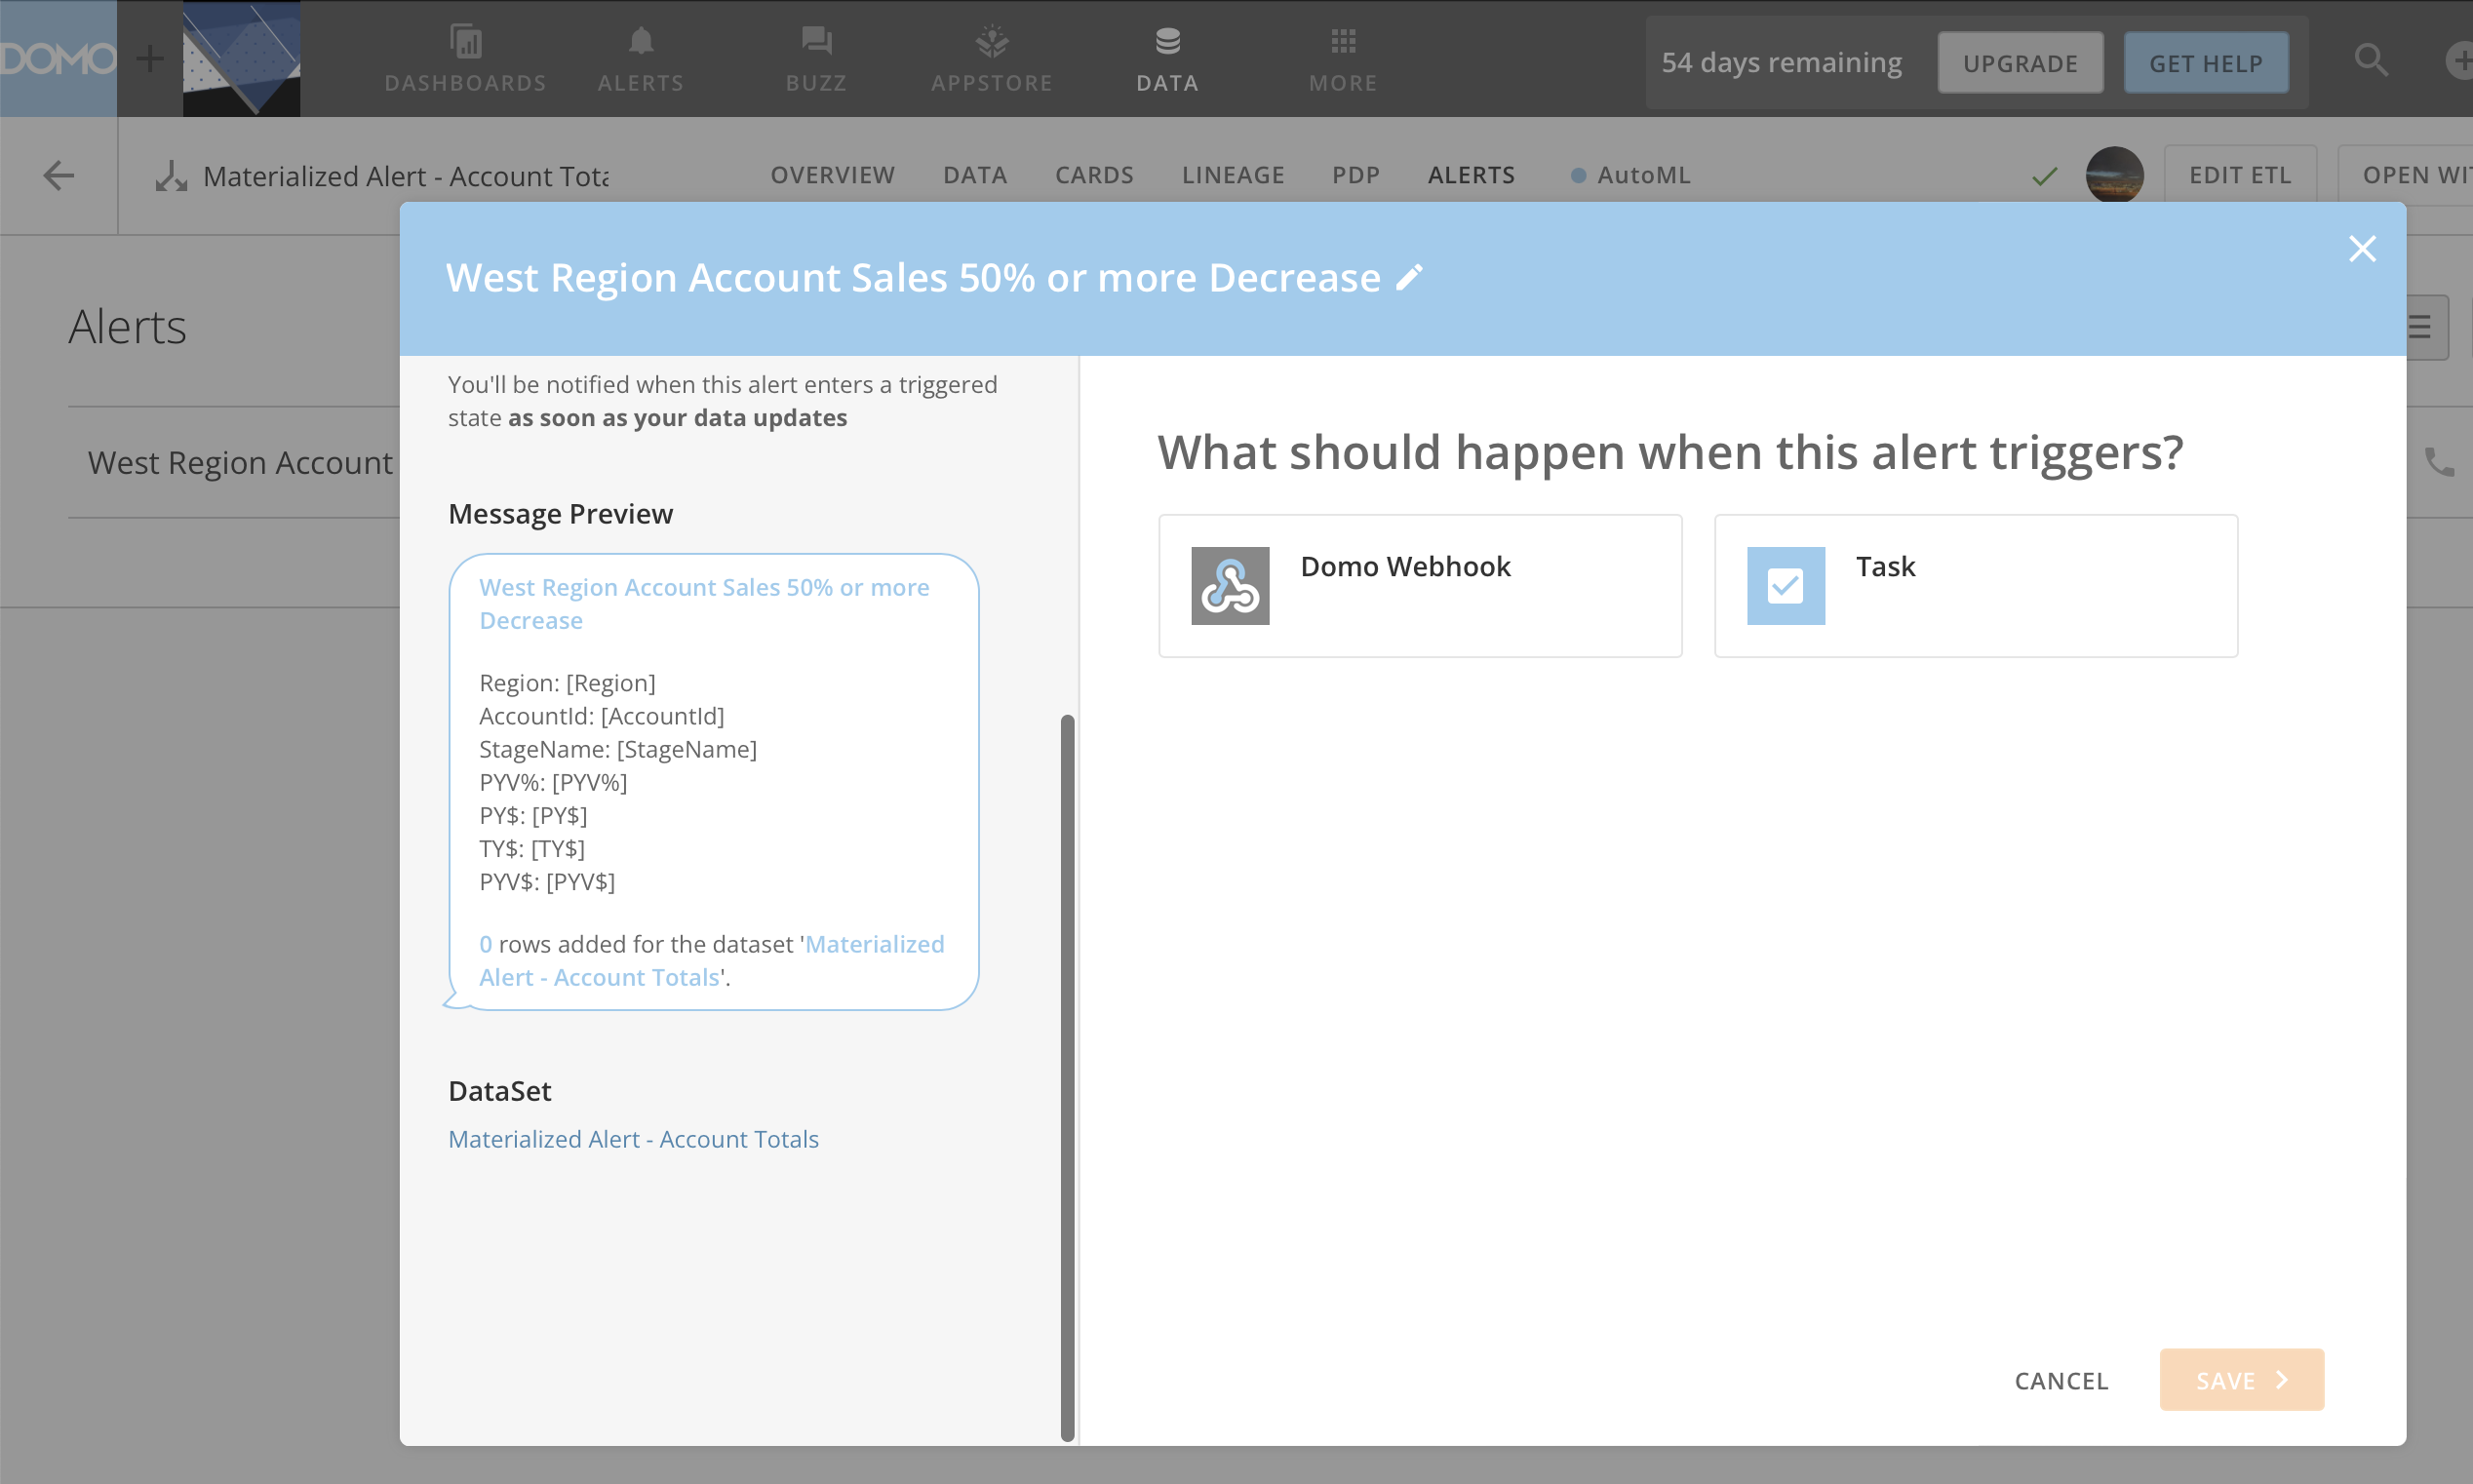 DOMO
DASHBOARDS
ALERTS
BUZZ
APPSTORE
DATA
MORE
54 days remaining
UPGRADE
GET HELP
Materialized Alert - Account Tota
OVERVIEW
DATA
CARDS
LINEAGE
PDP
ALERTS
AutoML
EDIT ETL
OPEN WIT
West Region Account Sales 50% or more Decrease
Alerts
West Region Account
You'll be notified when this alert enters a triggered
state as soon as your data updates
Message Preview
West Region Account Sales 50% or more
Decrease
Region: [Region]
AccountId: [AccountId]
StageName: [StageName]
PYV%: [PYV%]
PY$: [PY$]
TY$: [TY$]
PYV$: [PYV$]
0 rows added for the dataset 'Materialized
Alert - Account Totals'.
DataSet
Materialized Alert - Account Totals
What should happen when this alert triggers?
Domo Webhook
Task
CANCEL
SAVE